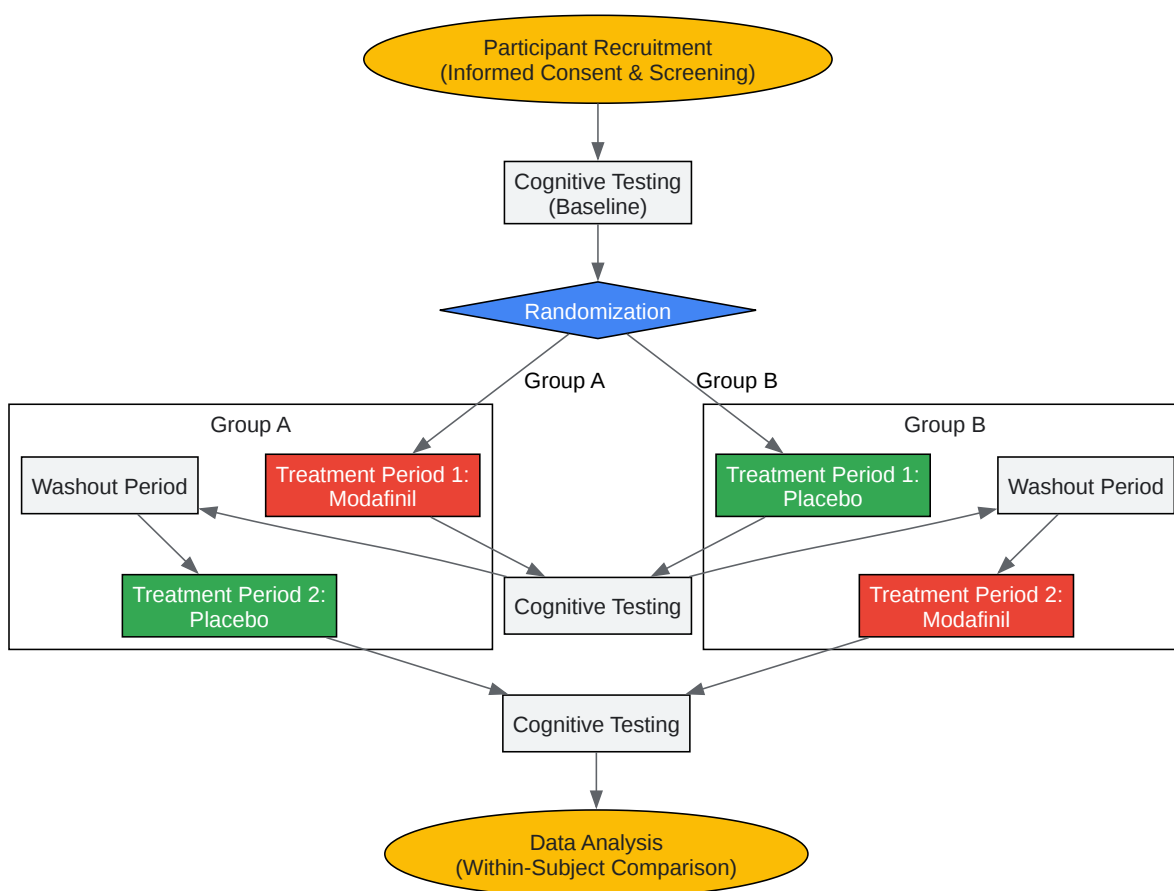 Participant Recruitment
(Informed Consent & Screening)
Cognitive Testing
(Baseline)
Randomization
Group A
Group B
Group A
Group B
Washout Period
Treatment Period 1:
Modafinil
Treatment Period 1:
Placebo
Washout Period
Treatment Period 2:
Placebo
Cognitive Testing
Treatment Period 2:
Modafinil
Cognitive Testing
Data Analysis
(Within-Subject Comparison)